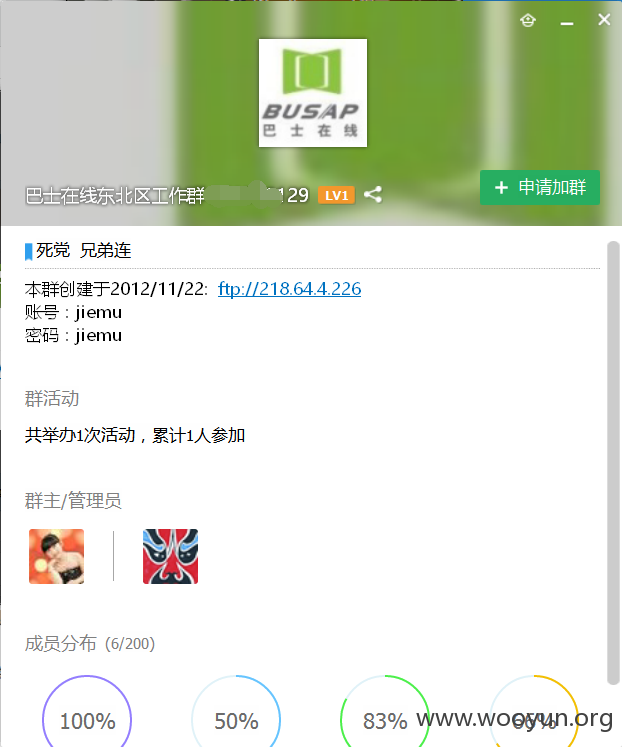 BUSAP
巴士在线
巴士在线东北区工作群 129 LV1
+ 申请加群
死党 兄弟连
本群创建于2012/11/22: ftp://218.64.4.226
账号：jiemu
密码：jiemu
群活动
共举办1次活动，累计1人参加
群主/管理员
成员分布 (6/200)
100% 50% 83% 66%
www.wooyun.org